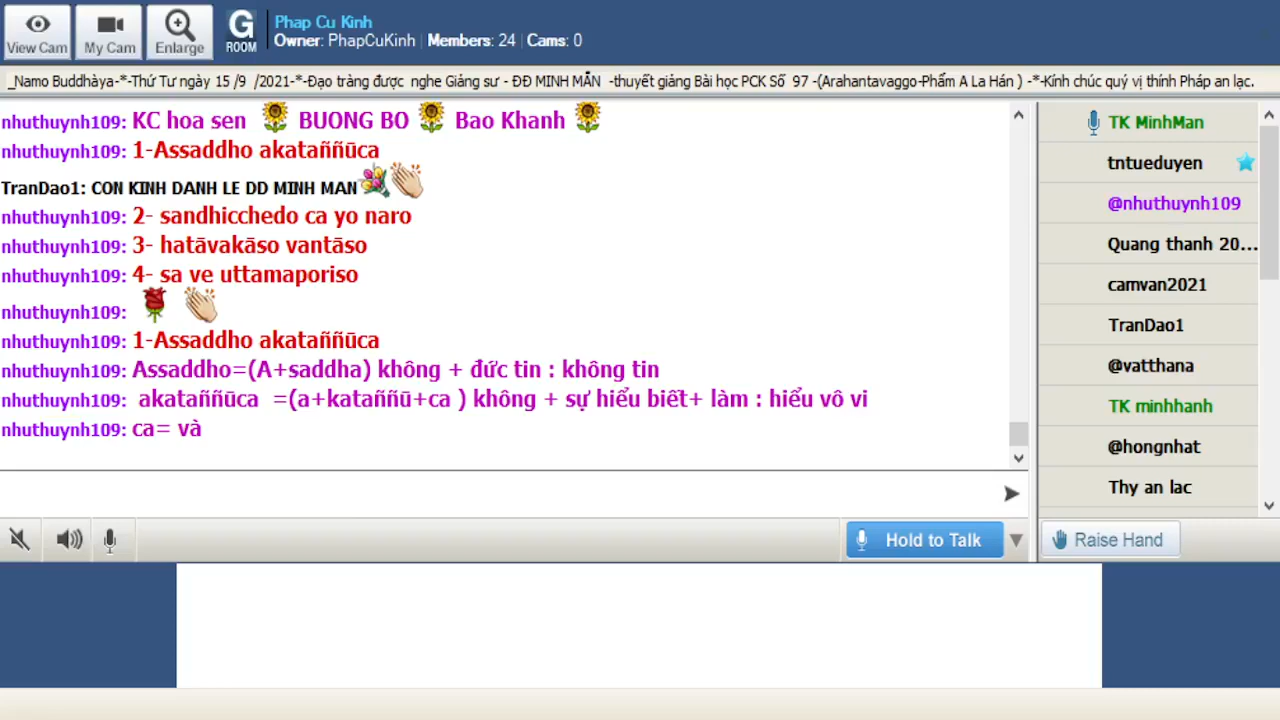 View Cam
My Cam
Enlarge
G
ROOM
Phap Cu Kinh
Owner: PhapCuKinh | Members: 24 | Cams: 0
_Namo Buddhàya-*-Thứ Tư ngày 15 /9 /2021-*-Đạo tràng được nghe Giảng sư - ĐĐ MINH MẪN -thuyết giảng Bài học PCK Số 97 -(Arahantavaggo-Phẩm A La Hán ) -*-Kính chúc quý vị thính Pháp an lạc.
nhuthuynh109: KC hoa sen BUONG BO Bao Khanh
nhuthuynh109: 1-Assaddho akataññūca
TranDao1: CON KINH DANH LE DD MINH MAN
nhuthuynh109: 2- sandhicchedo ca yo naro
nhuthuynh109: 3- hatāvakāso vantāso
nhuthuynh109: 4- sa ve uttamaporiso
nhuthuynh109:
nhuthuynh109: 1-Assaddho akataññūca
nhuthuynh109: Assaddho=(A+saddha) không + đức tin : không tin
nhuthuynh109: akataññūca =(a+kataññū+ca ) không + sự hiểu biết+ làm : hiểu vô vi
nhuthuynh109: ca= và
TK MinhMan
tntueduyen
@nhuthuynh109
Quang thanh 20...
camvan2021
TranDao1
@vatthana
TK minhhanh
@hongnhat
Thy an lac
Hold to Talk
Raise Hand